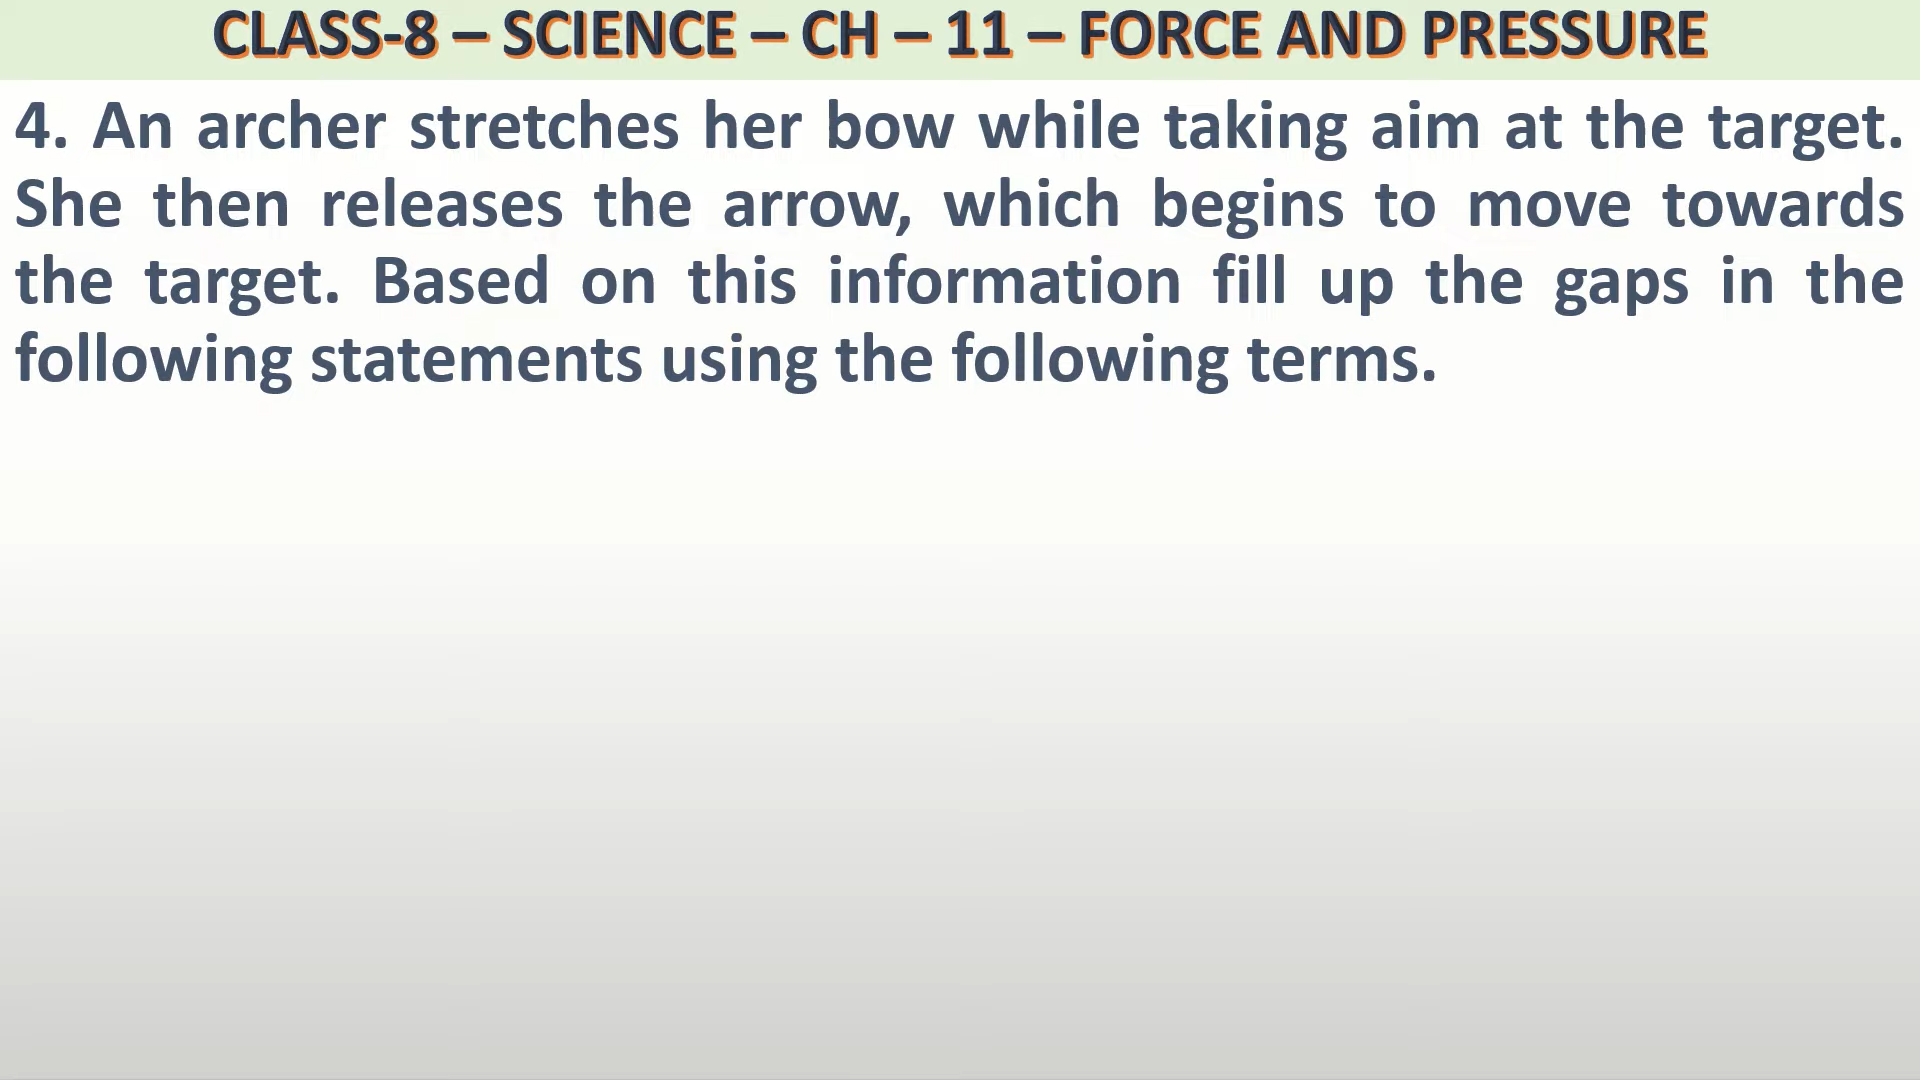 CLASS-8 – SCIENCE – CH – 11 – FORCE AND PRESSURE
4. An archer stretches her bow while taking aim at the target.
She then releases the arrow, which begins to move towards
the target. Based on this information fill up the gaps in the
following statements using the following terms.